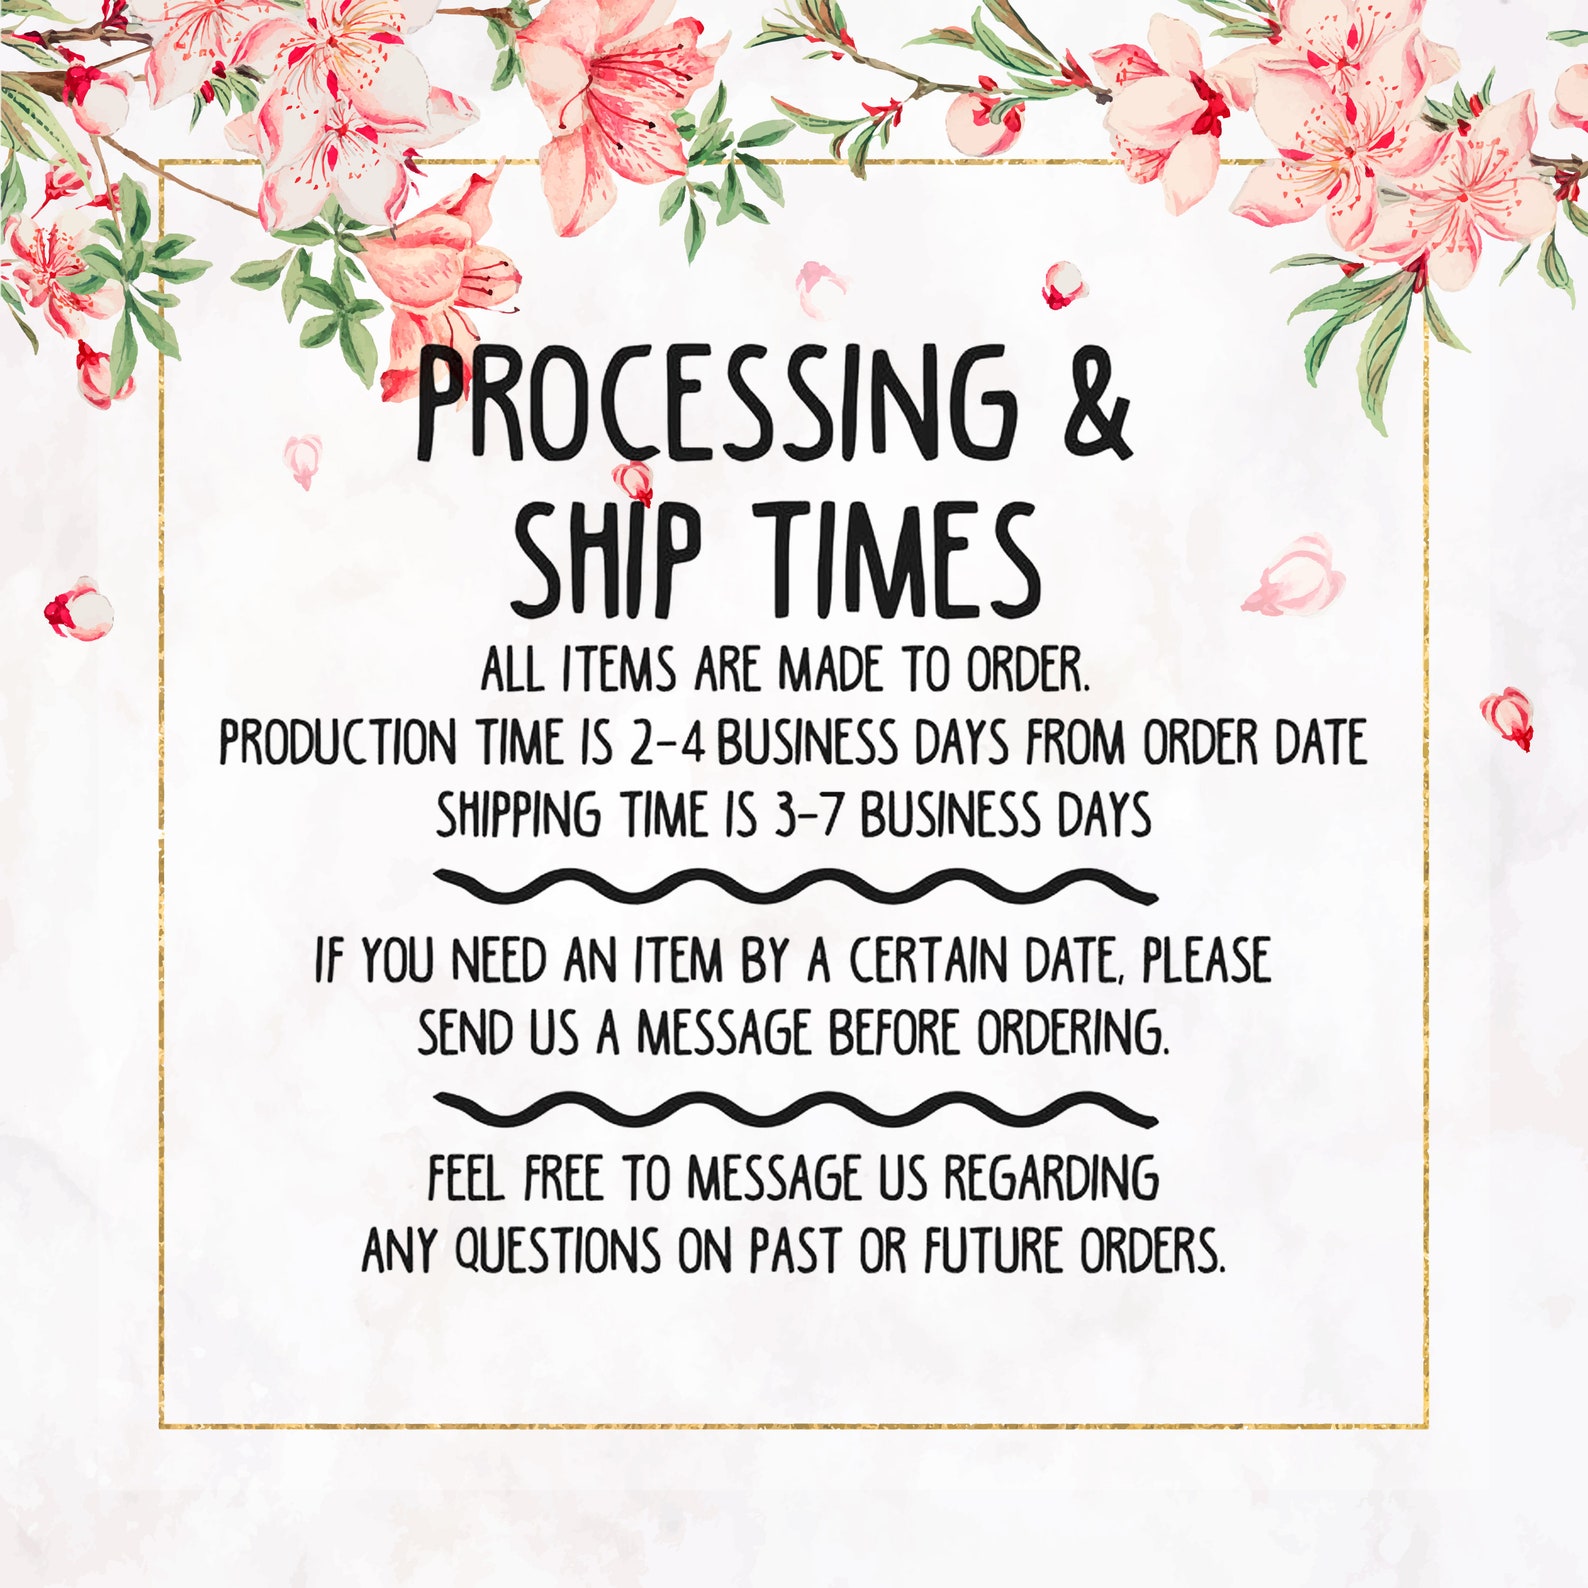 PROCESSING &
SHIP TIMES
ALL ITEMS ARE MADE TO ORDER.
PRODUCTION TIME IS 2-4 BUSINESS DAYS FROM ORDER DATE
SHIPPING TIME IS 3-7 BUSINESS DAYS
IF YOU NEED AN ITEM BY A CERTAIN DATE, PLEASE
SEND US A MESSAGE BEFORE ORDERING.
FEEL FREE TO MESSAGE US REGARDING
ANY QUESTIONS ON PAST OR FUTURE ORDERS.